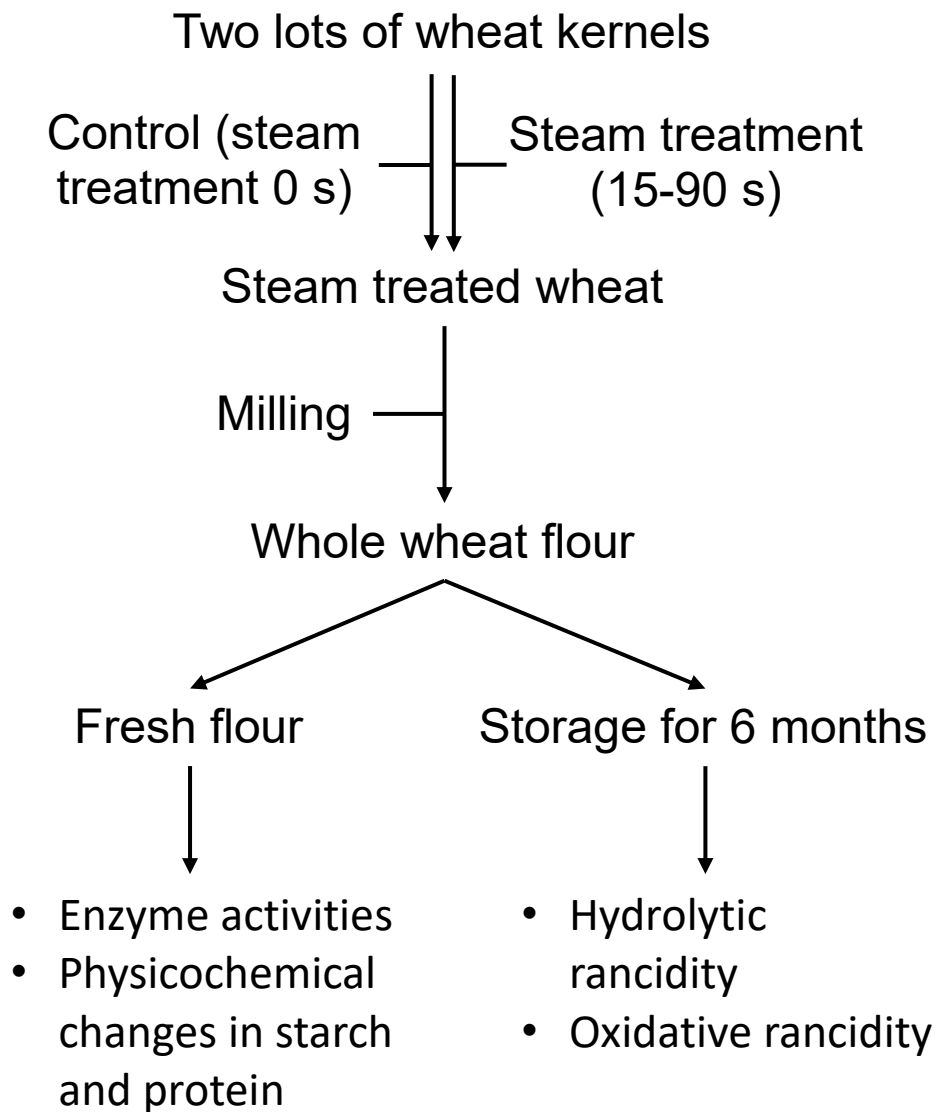 Two lots of wheat kernels
Control (steam
treatment 0 s)
Steam treatment
(15-90 s)
Steam treated wheat
Milling
Whole wheat flour
Fresh flour
Storage for 6 months
• Enzyme activities
• Physicochemical
changes in starch
and protein
• Hydrolytic
rancidity
• Oxidative rancidity